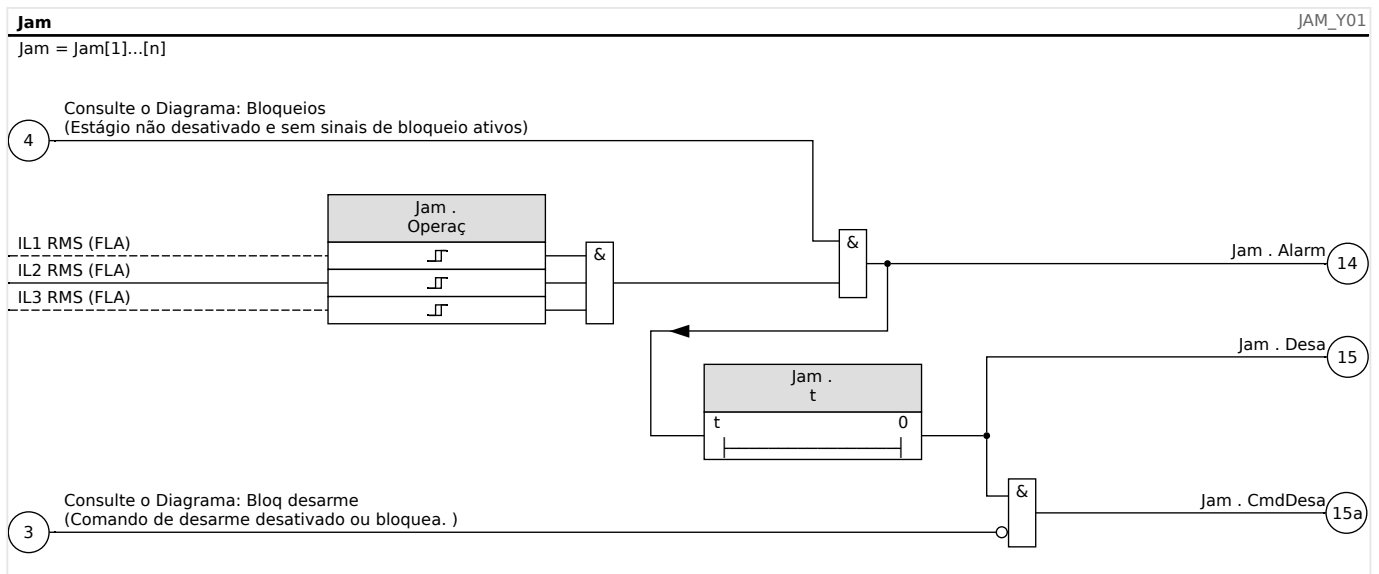 Jam
JAM_Y01
Jam = Jam[1]...[n]
Consulte o Diagrama: Bloqueios
(Estágio não desativado e sem sinais de bloqueio ativos)
4
Jam .
Operaç
IL1 RMS (FLA)
IL2 RMS (FLA)
IL3 RMS (FLA)
&
&
Jam . Alarm
14
Jam . Desa
15
Jam .
t
t 0
Consulte o Diagrama: Bloq desarme
(Comando de desarme desativado ou bloquea. )
3
&
Jam . CmdDesa
15a